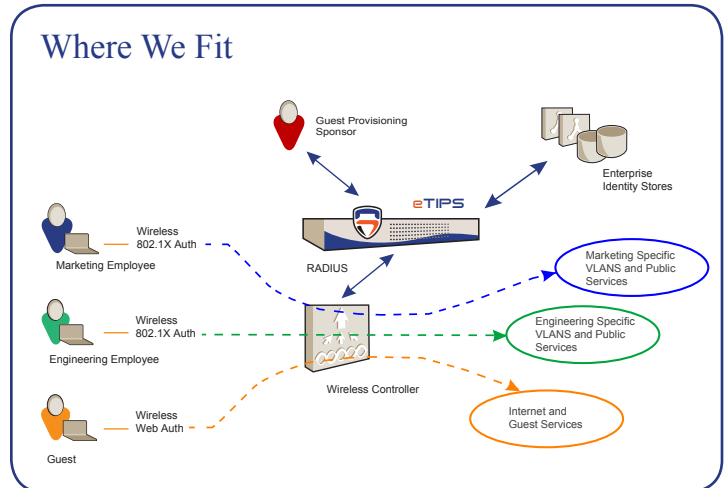 Where We Fit
Guest Provisioning
Sponsor
Enterprise
Identity Stores
eTIPS
RADIUS
Wireless
802.1X Auth
Marketing Employee
Marketing Specific
VLANS and Public
Services
Wireless
802.1X Auth
Engineering Employee
Engineering Specific
VLANS and Public
Services
Wireless Controller
Wireless
Web Auth
Guest
Internet and
Guest Services